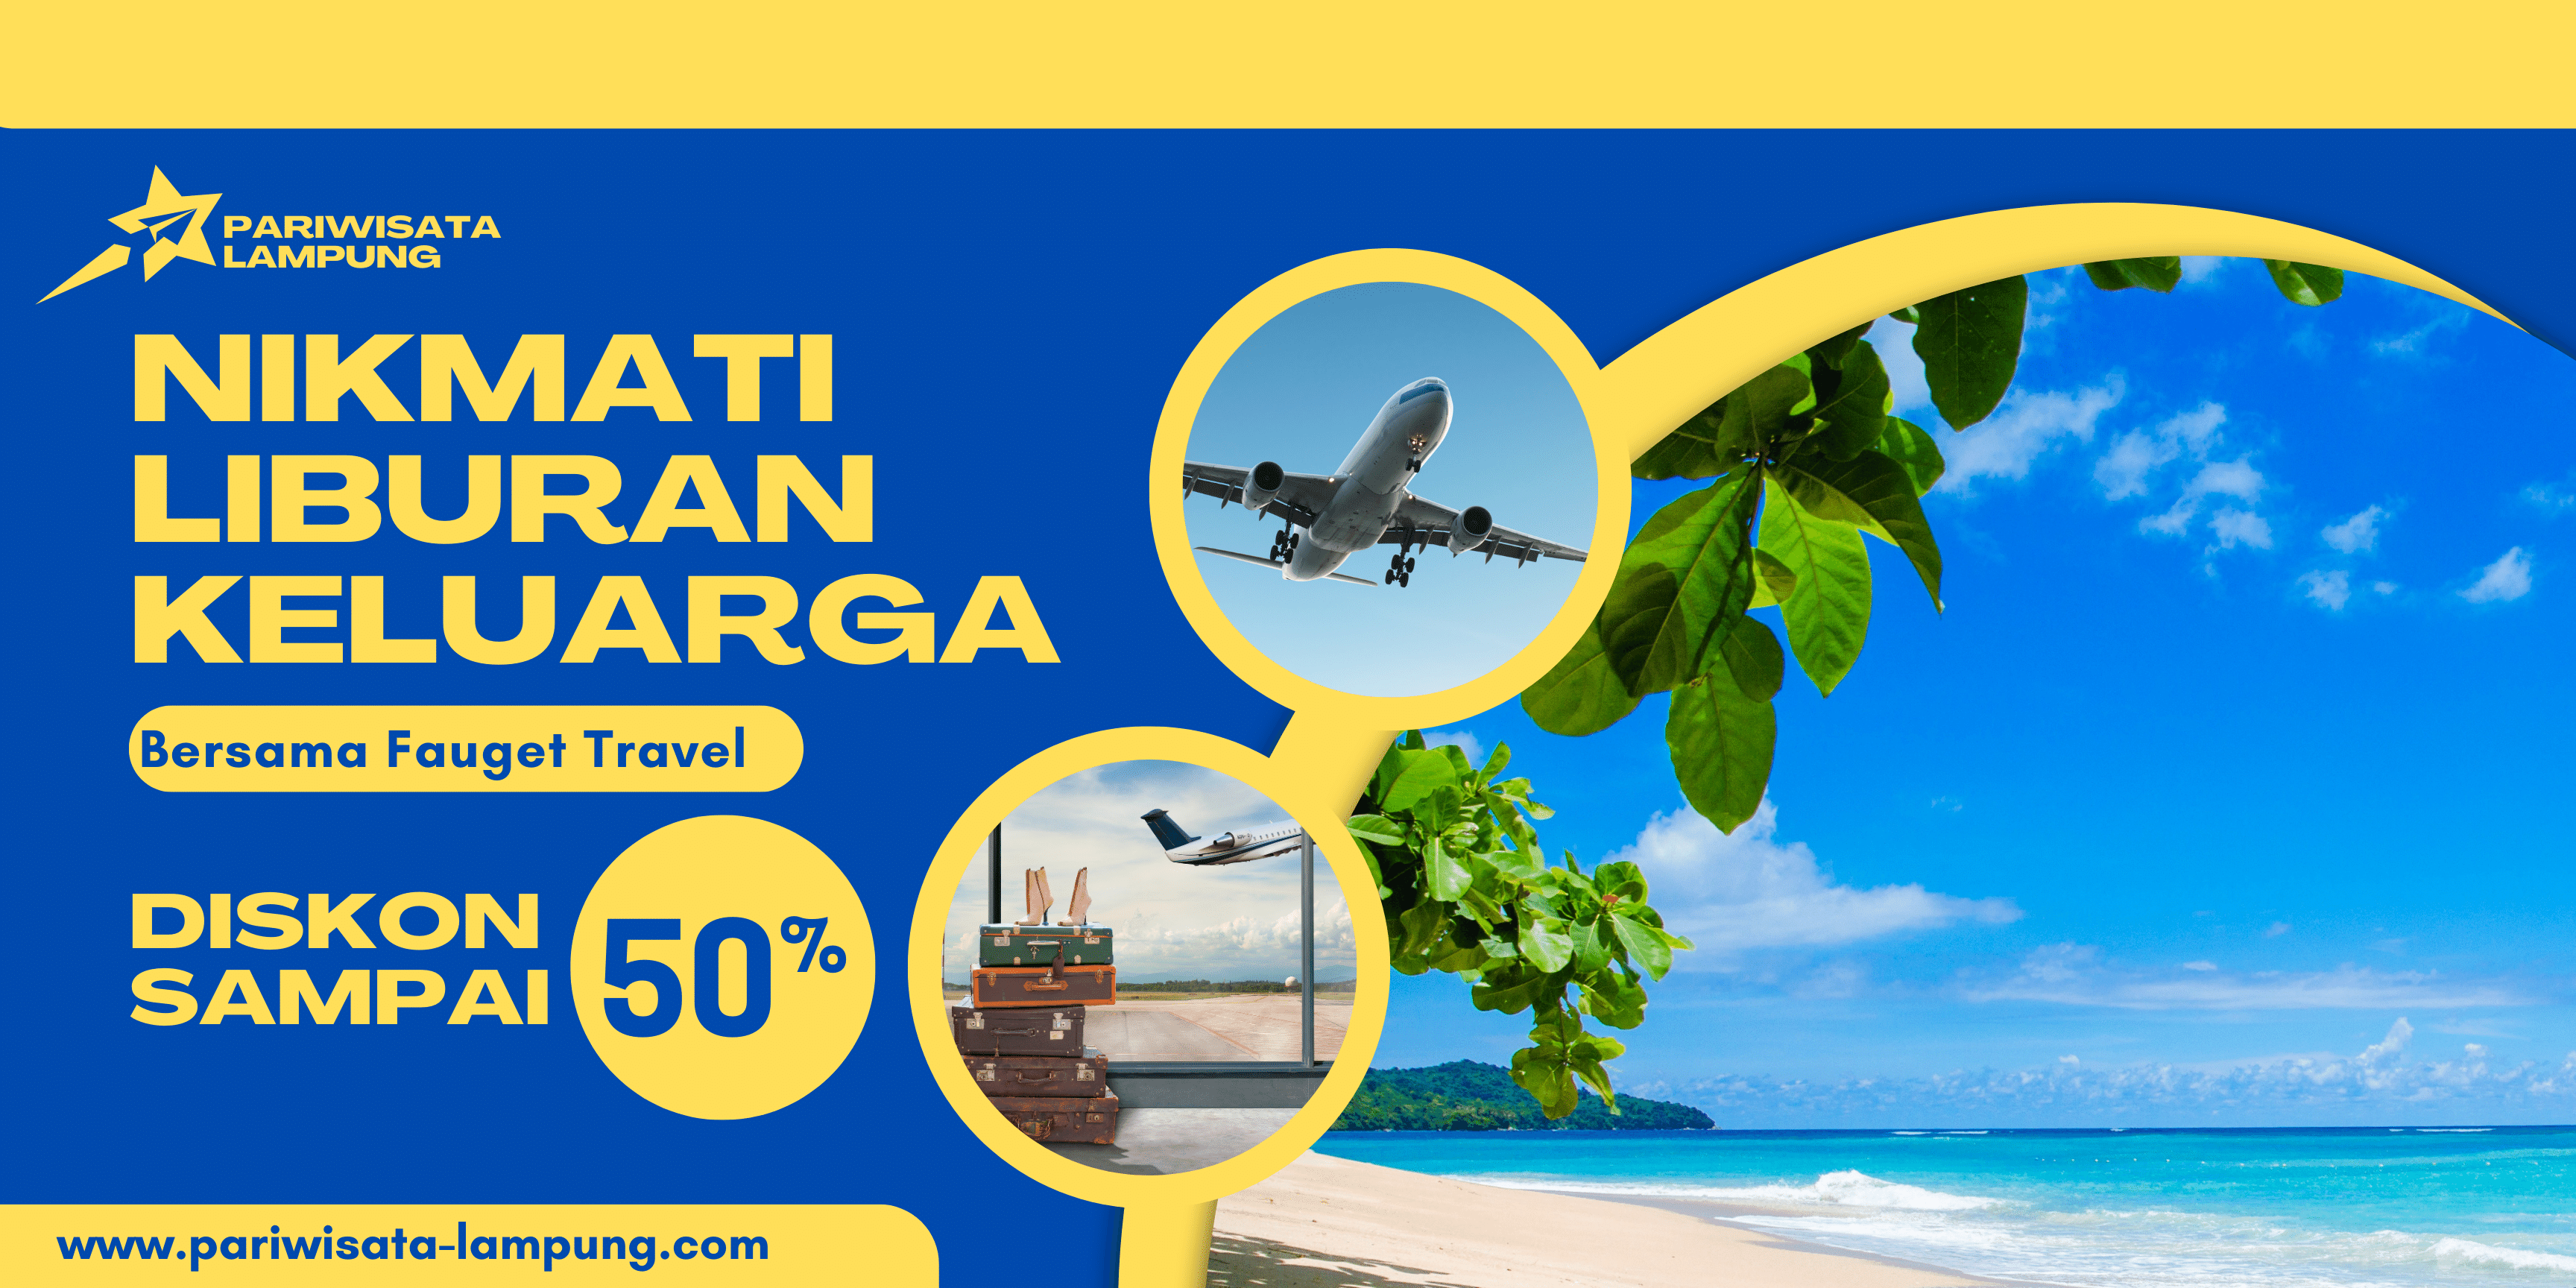 PARIWISATA
LAMPUNG
NIKMATI
LIBURAN
KELUARGA
Bersama Fauget Travel
DISKON
SAMPAI
50%
www.pariwisata-lampung.com